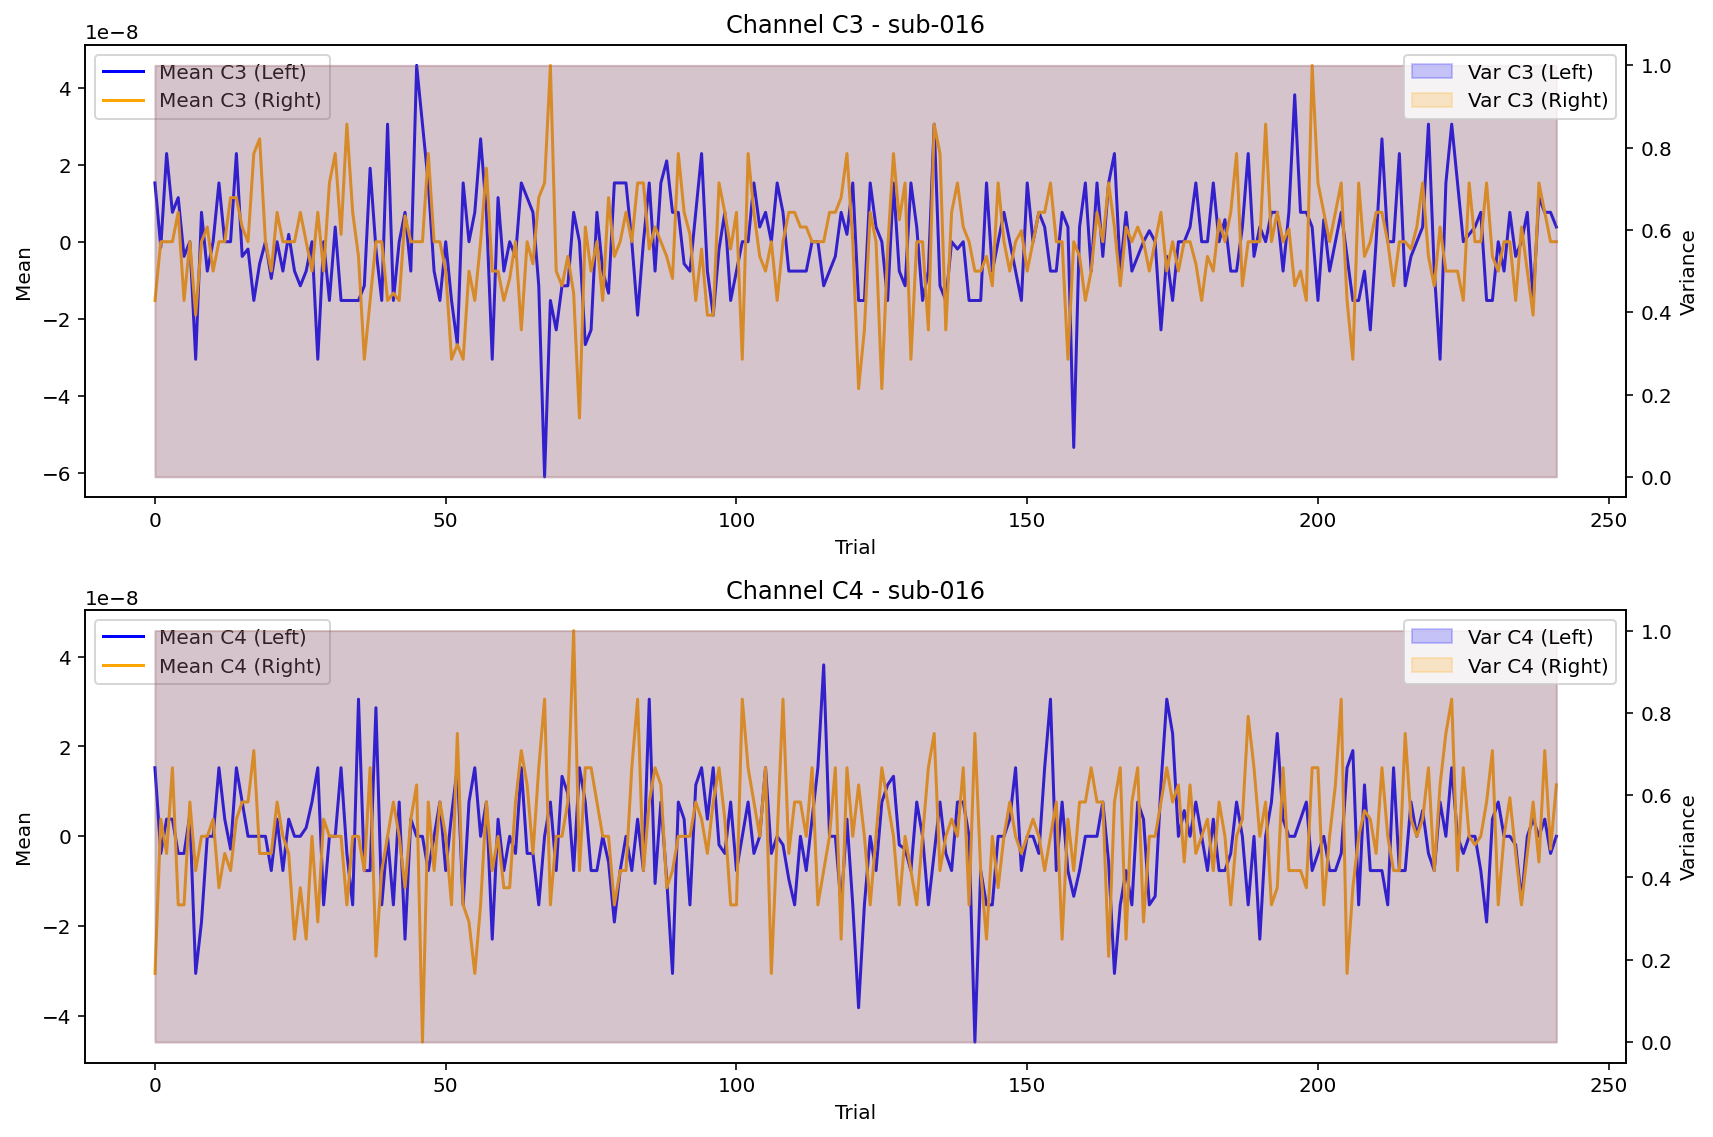 Channel C3 - sub-016
1e−8
Mean C3 (Left)
Mean C3 (Right)
Var C3 (Left)
Var C3 (Right)
4
2
0
−2
−4
−6
Mean
1.0
0.8
0.6
0.4
0.2
0.0
Variance
0 50 100 150 200 250
Trial
Channel C4 - sub-016
1e−8
Mean C4 (Left)
Mean C4 (Right)
Var C4 (Left)
Var C4 (Right)
4
2
0
−2
−4
Mean
1.0
0.8
0.6
0.4
0.2
0.0
Variance
0 50 100 150 200 250
Trial